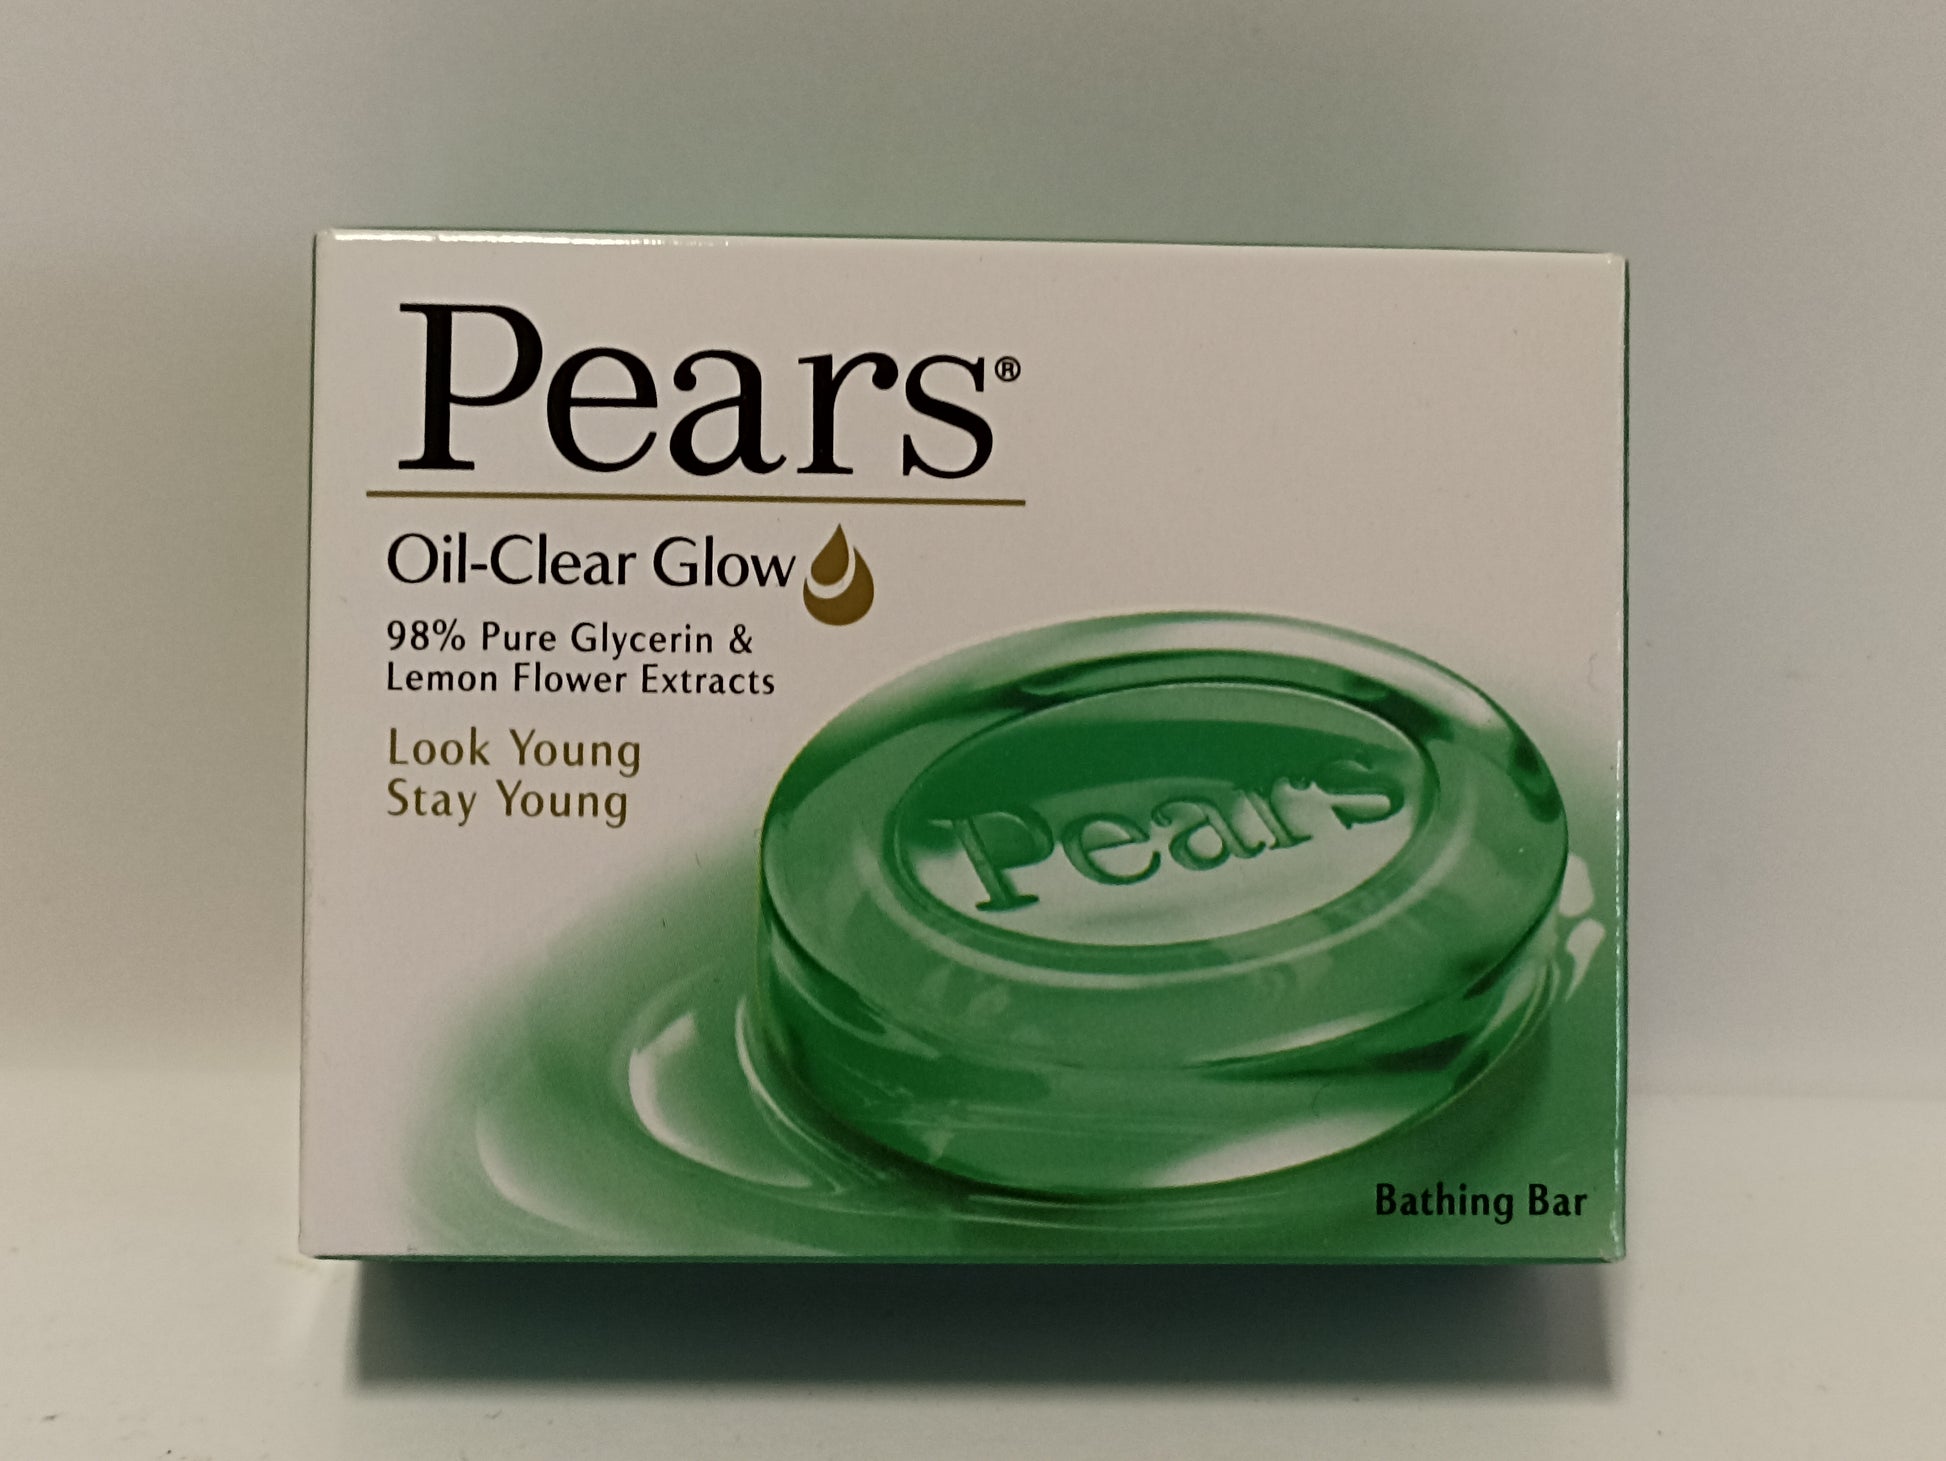 Pears®
Oil-Clear Glow
98% Pure Glycerin &
Lemon Flower Extracts
Look Young
Stay Young
Pears
Bathing Bar